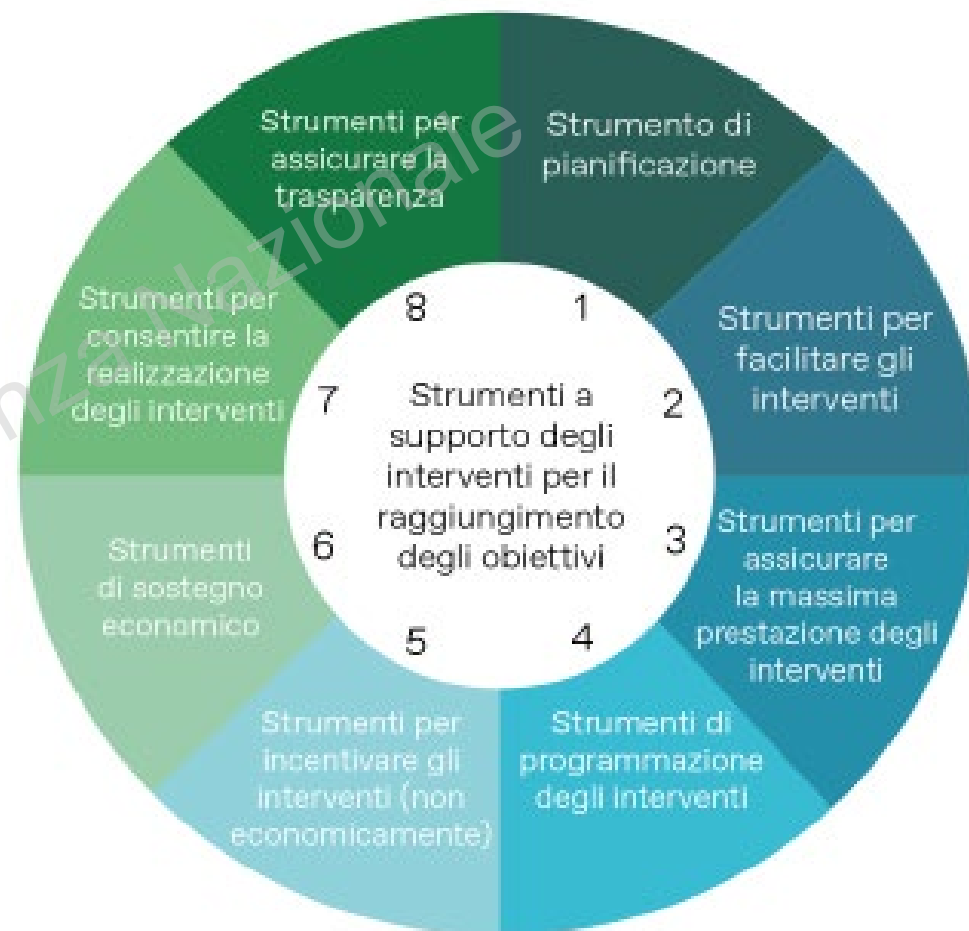 Strumenti a
supporto degli
interventi per il
raggiungimento
degli obiettivi
1
Strumento di
pianificazione
2
Strumenti per
facilitare gli
interventi
3
Strumenti per
assicurare
la massima
prestazione degli
interventi
4
Strumenti di
programmazione
degli interventi
5
Strumenti per
incentivare gli
interventi (non
economicamente)
6
Strumenti
di sostegno
economico
7
Strumenti per
consentire la
realizzazione
degli interventi
8
Strumenti per
assicurare la
trasparenza
Nazionale